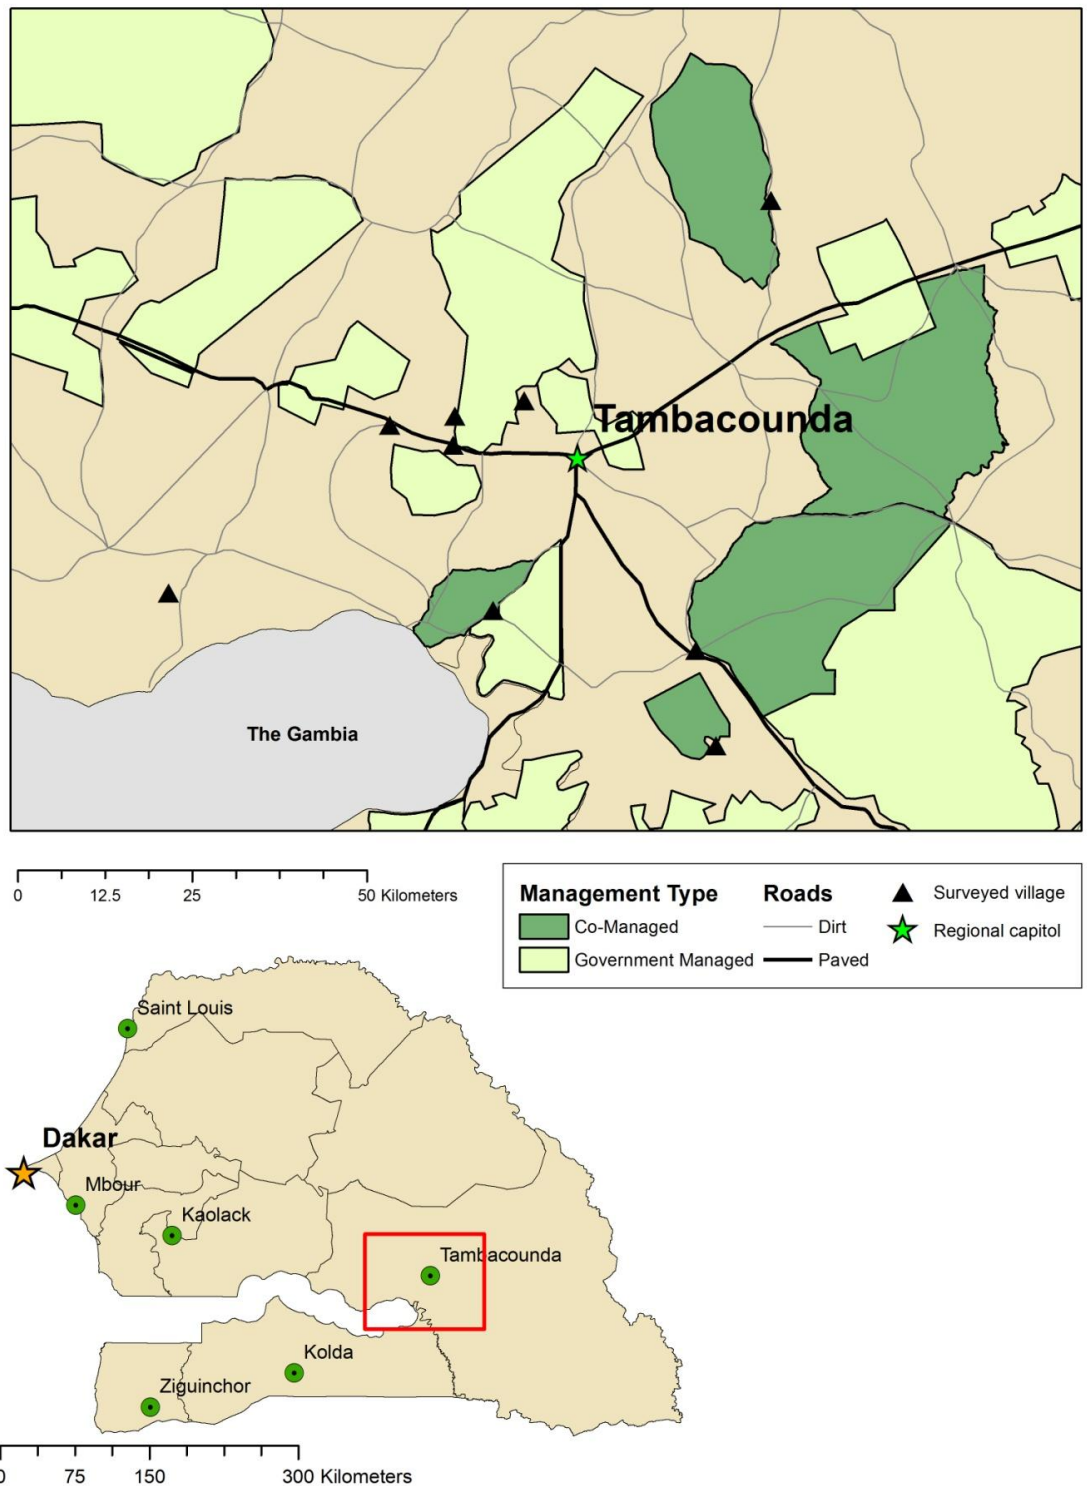 Tambacounda
The Gambia
0 12.5 25 50 Kilometers
Management Type Roads
Co-Managed
Government Managed
Dirt
Paved
Surveyed village
Regional capitol
Saint Louis
Dakar
Mbour
Kaolack
Tambacounda
Kolda
Ziguinchor
0 75 150 300 Kilometers